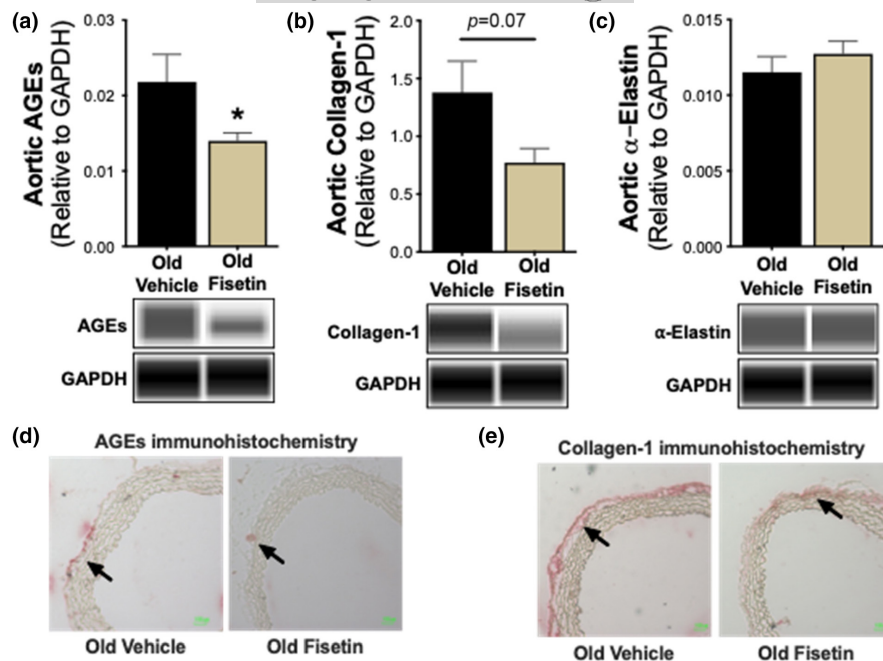 (a)
Aortic AGEs
(Relative to GAPDH)
0.03
0.02
0.01
0.00
*
Old Vehicle
Old Fisetin
AGEs
GAPDH
(b)
Aortic Collagen-1
(Relative to GAPDH)
2.0
1.5
1.0
0.5
0.0
p=0.07
Old Vehicle
Old Fisetin
Collagen-1
GAPDH
(c)
Aortic α–Elastin
(Relative to GAPDH)
0.015
0.010
0.005
0.000
Old Vehicle
Old Fisetin
α-Elastin
GAPDH
(d)
AGEs immunohistochemistry
Old Vehicle
Old Fisetin
(e)
Collagen-1 immunohistochemistry
Old Vehicle
Old Fisetin